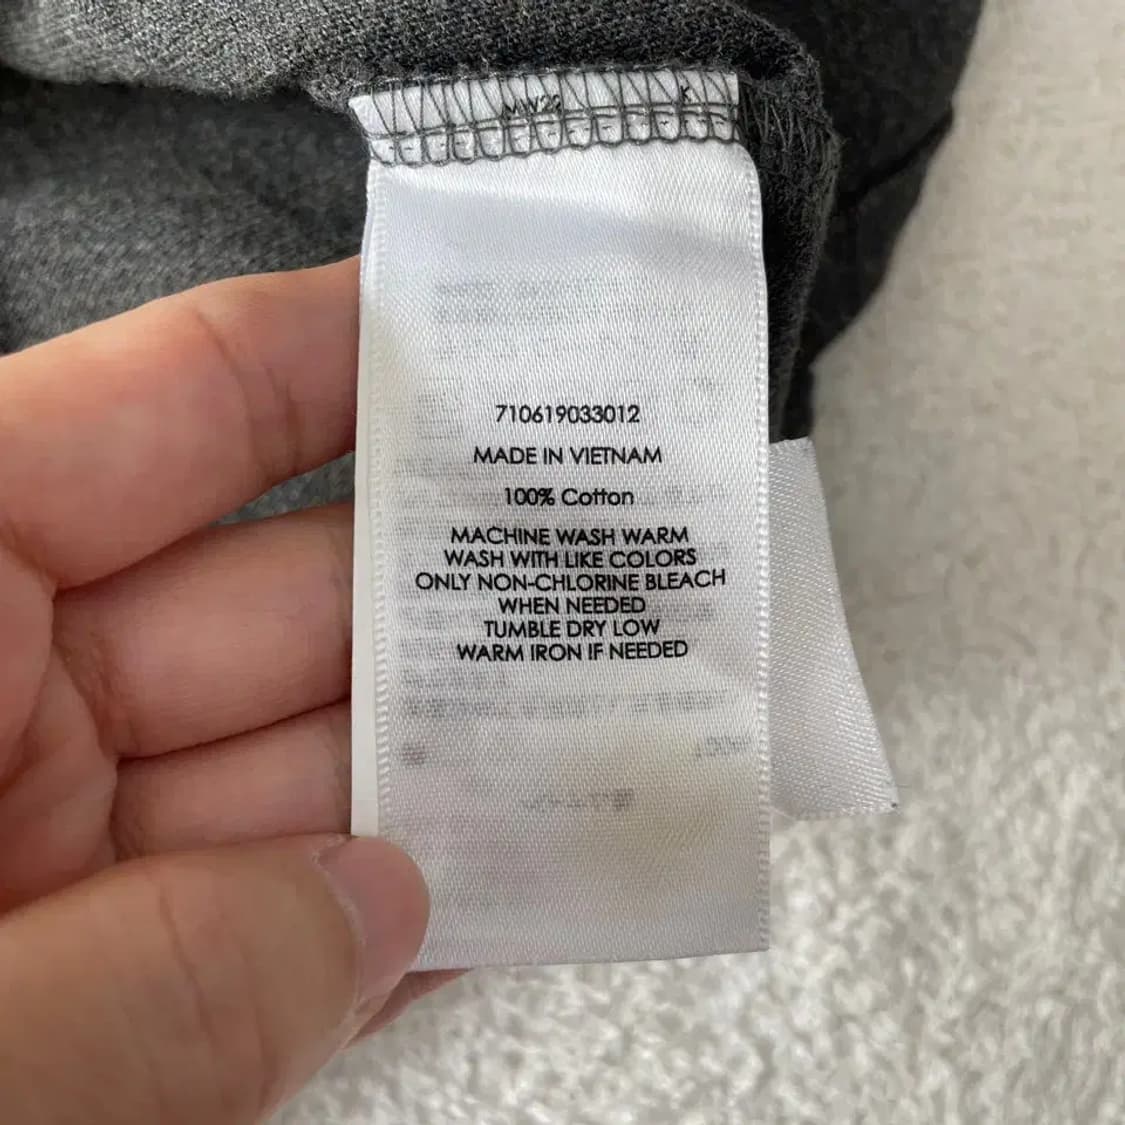 MW22 K
710619033012
MADE IN VIETNAM
100% Cotton
MACHINE WASH WARM
WASH WITH LIKE COLORS
ONLY NON-CHLORINE BLEACH
WHEN NEEDED
TUMBLE DRY LOW
WARM IRON IF NEEDED